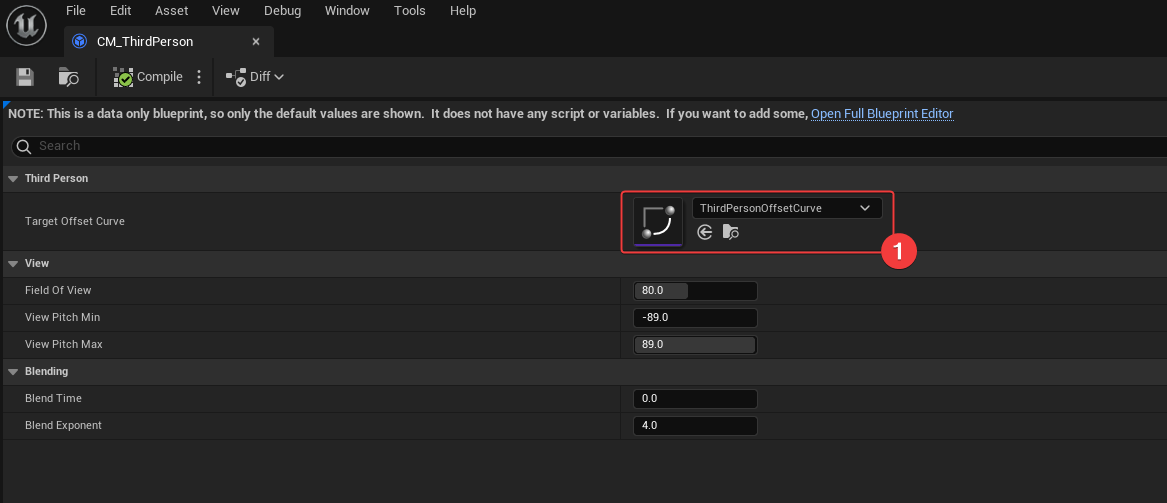 File Edit Asset View Debug Window Tools Help
CM_ThirdPerson
Compile Diff
NOTE: This is a data only blueprint, so only the default values are shown. It does not have any script or variables. If you want to add some, Open Full Blueprint Editor
Search
Third Person
Target Offset Curve ThirdPersonOffsetCurve
1
View
Field Of View 80.0
View Pitch Min -89.0
View Pitch Max 89.0
Blending
Blend Time 0.0
Blend Exponent 4.0